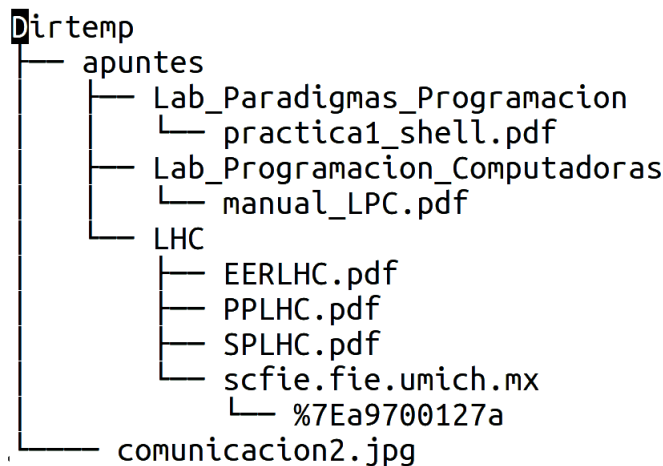 Dirtemp
├── apuntes
│   ├── Lab_Paradigmas_Programacion
│   │   └── practica1_shell.pdf
│   ├── Lab_Programacion_Computadoras
│   │   └── manual_LPC.pdf
│   └── LHC
│       ├── EERLHC.pdf
│       ├── PPLHC.pdf
│       ├── SPLHC.pdf
│       └── scfie.fie.umich.mx
│           └── %7Ea9700127a
└──── comunicacion2.jpg